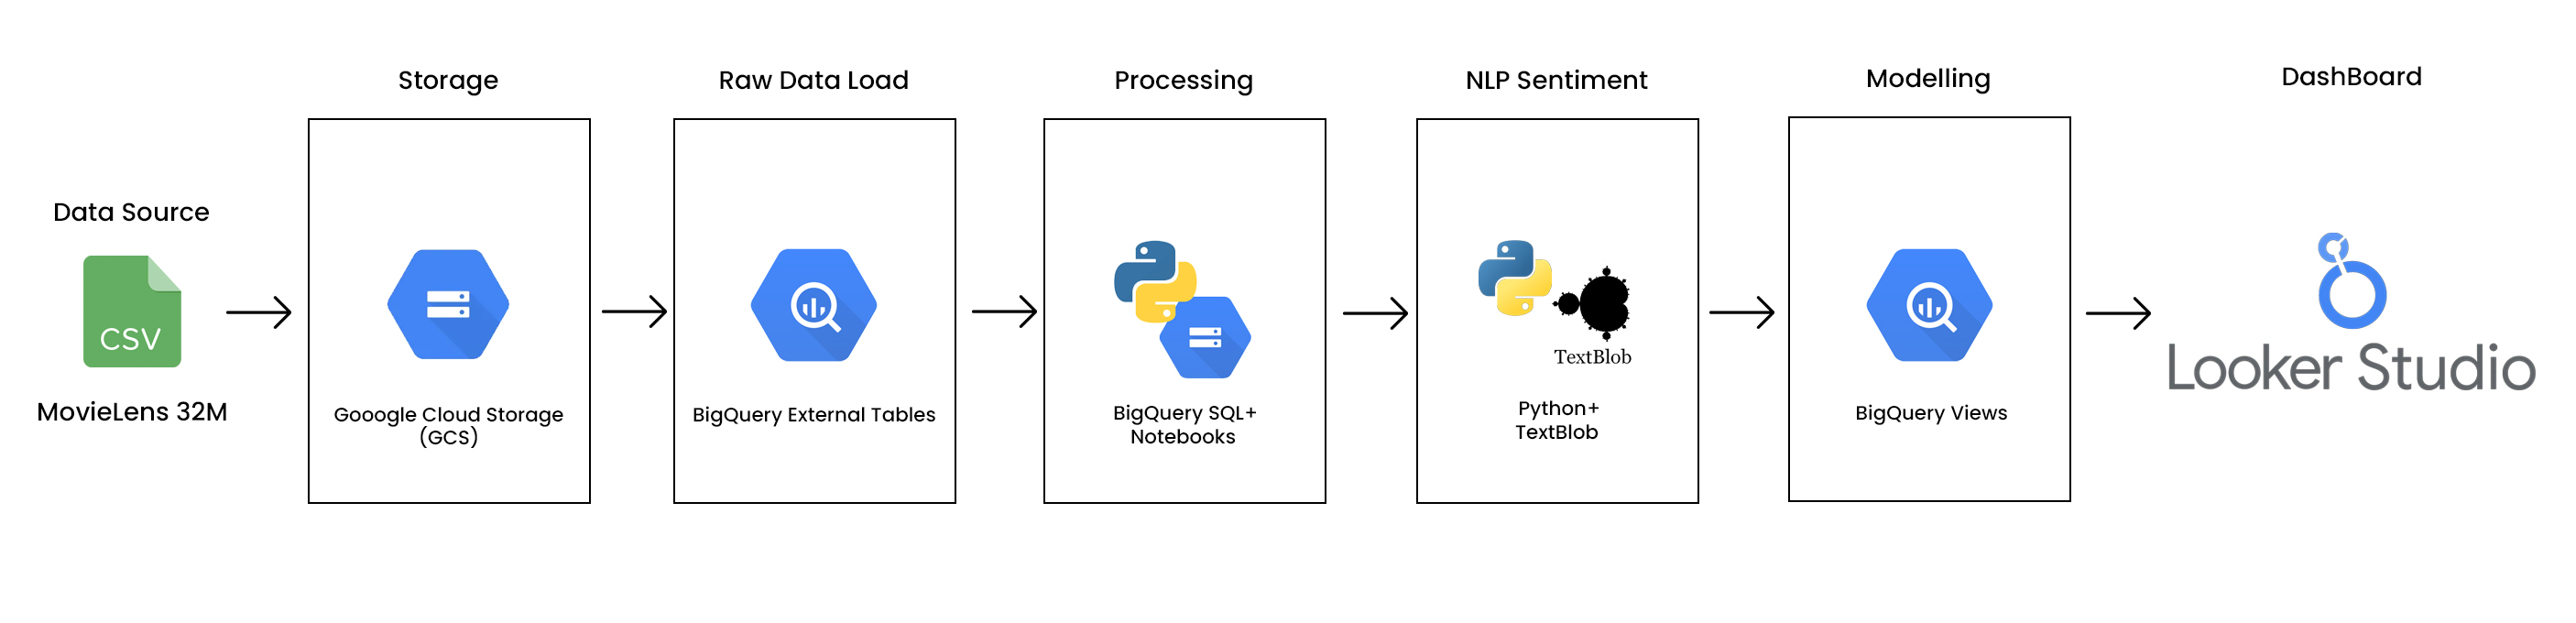 Data Source
CSV
MovieLens 32M
Storage
Gooogle Cloud Storage
(GCS)
Raw Data Load
BigQuery External Tables
Processing
BigQuery SQL+
Notebooks
NLP Sentiment
TextBlob
Python+
TextBlob
Modelling
BigQuery Views
DashBoard
Looker Studio